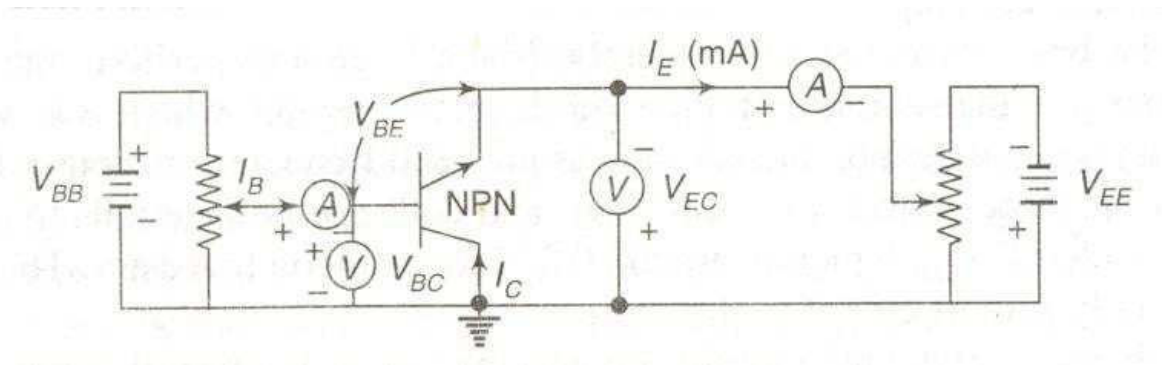 I_E (mA)
+ A −
V_BE
+
V_BB
−
I_B
A
+ −
NPN
−
V
V_EC
+
−
V_EE
+
+
V
−
V_BC
I_C